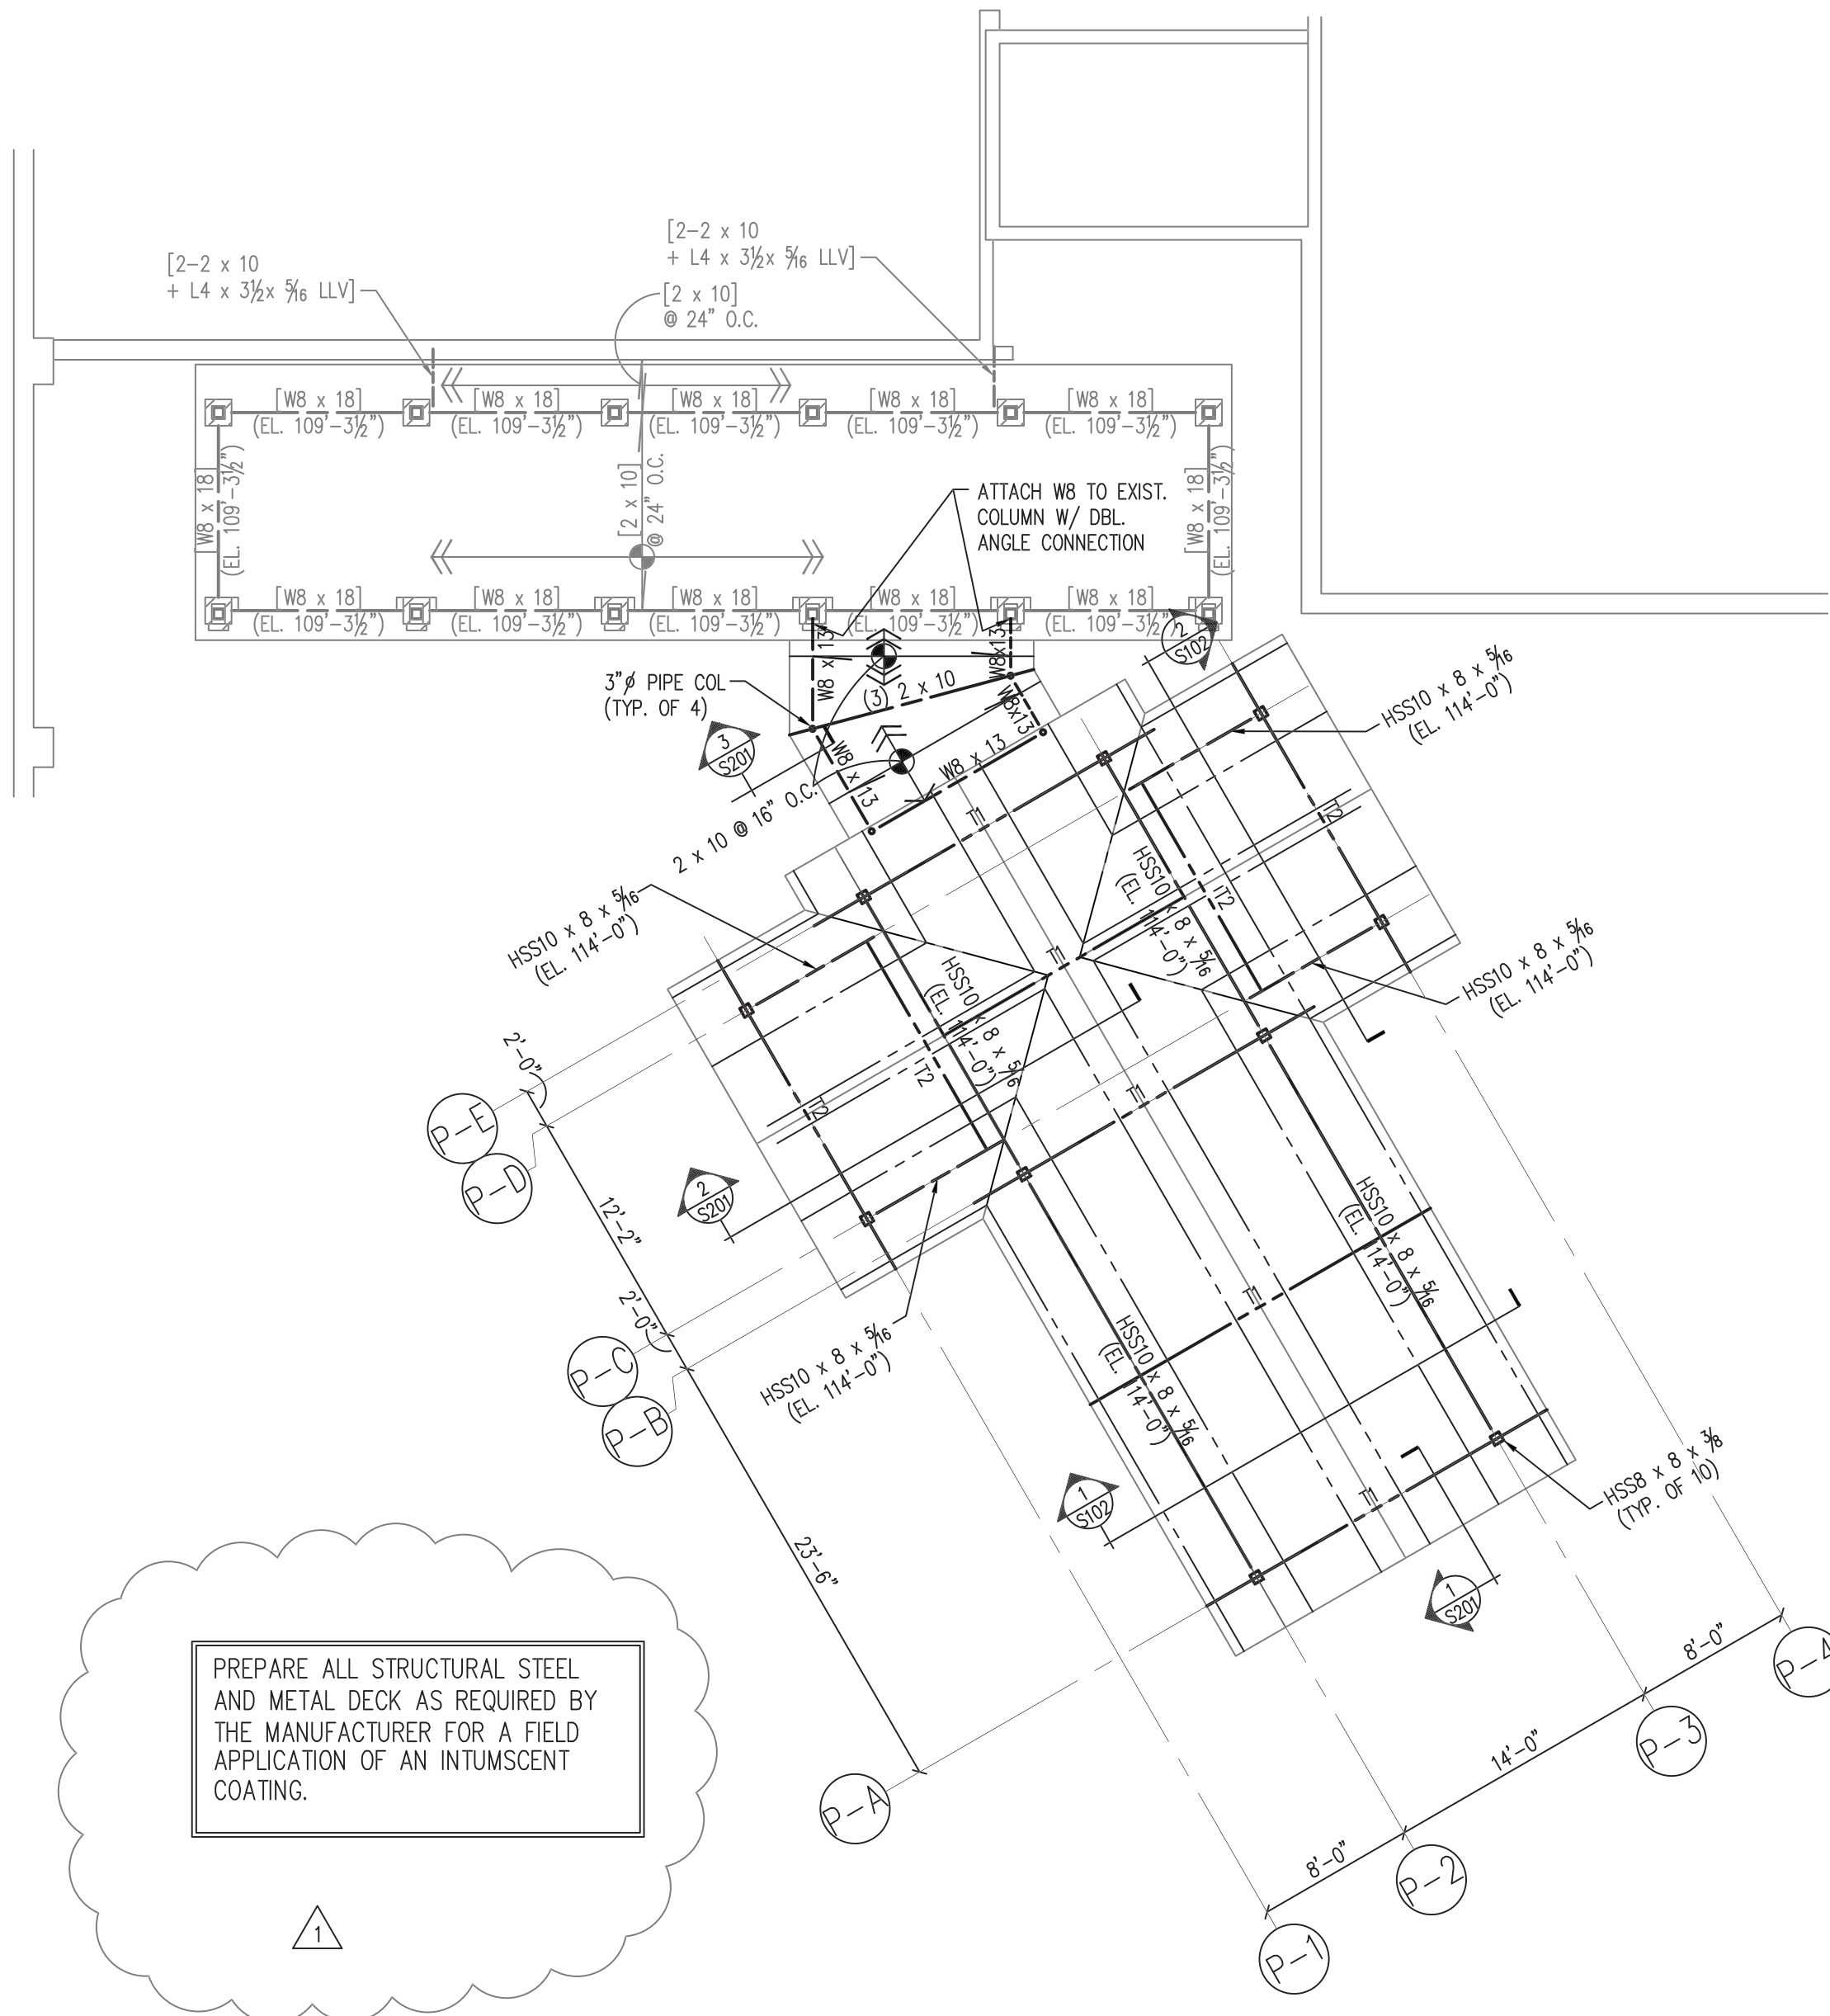 [2-2 x 10
+ L4 x 3½x 5/16 LLV]
[2-2 x 10
+ L4 x 3½x 5/16 LLV]
[2 x 10]
@ 24" O.C.
[W8 x 18]
(EL. 109'-3½")
[W8 x 18]
(EL. 109'-3½")
[W8 x 18]
(EL. 109'-3½")
[W8 x 18]
(EL. 109'-3½")
[W8 x 18]
(EL. 109'-3½")
[W8 x 18]
(EL. 109'-3½")
[2 x 10]
@ 24" O.C.
ATTACH W8 TO EXIST.
COLUMN W/ DBL.
ANGLE CONNECTION
[W8 x 18]
(EL. 109'-3½")
[W8 x 18]
(EL. 109'-3½")
[W8 x 18]
(EL. 109'-3½")
[W8 x 18]
(EL. 109'-3½")
[W8 x 18]
(EL. 109'-3½")
[W8 x 18]
(EL. 109'-3½")
2
S102
W8 x 13
W8x13
3"Ø PIPE COL
(TYP. OF 4)
(3) 2 x 10
W8x13
W8 x 13
W8 x 13
3
S201
2 x 10 @ 16" O.C.
HSS10 x 8 x 5/16
(EL. 114'-0")
T1
T2
HSS10 x 8 x 5/16
(EL. 114'-0")
T2
HSS10 x 8 x 5/16
(EL. 114'-0")
T1
HSS10 x 8 x 5/16
(EL. 114'-0")
HSS10 x 8 x 5/16
(EL. 114'-0")
T2
T2
T1
2'-0"
P-E
P-D
12'-2"
2
S201
2'-0"
P-C
P-B
HSS10 x 8 x 5/16
(EL. 114'-0")
HSS10 x 8 x 5/16
(EL. 114'-0")
T1
HSS10 x 8 x 5/16
(EL. 114'-0")
1
S102
T1
HSS8 x 8 x 3/8
(TYP. OF 10)
23'-6"
1
S201
P-A
8'-0"
P-4
14'-0"
P-3
8'-0"
P-2
P-1
PREPARE ALL STRUCTURAL STEEL
AND METAL DECK AS REQUIRED BY
THE MANUFACTURER FOR A FIELD
APPLICATION OF AN INTUMSCENT
COATING.
1